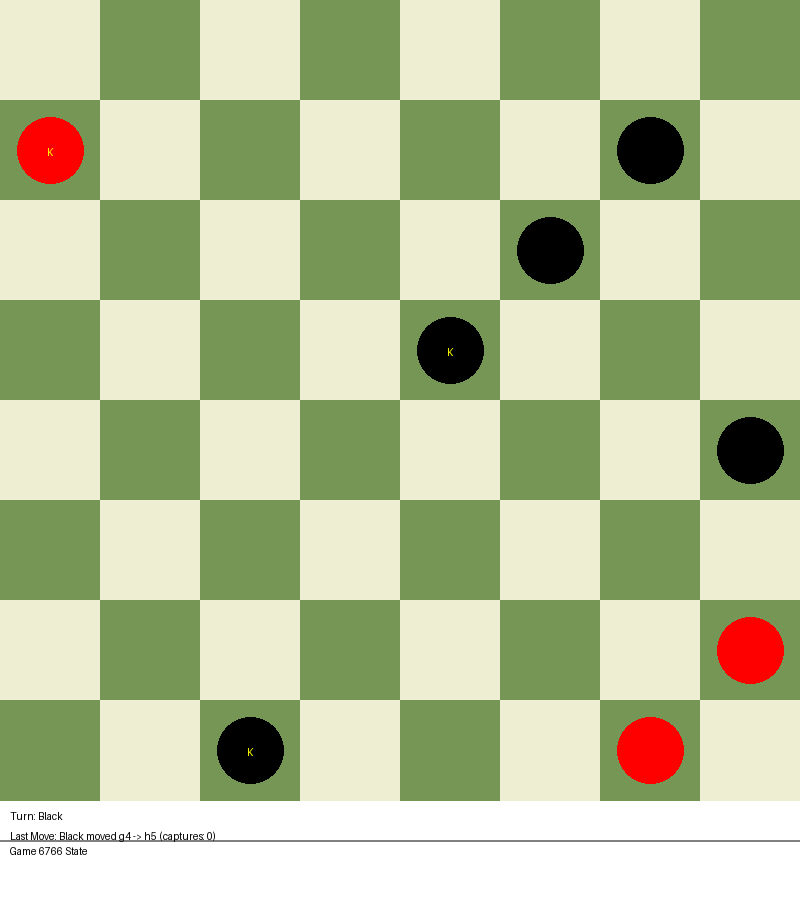 K
K
K
Turn: Black
Last Move: Black moved g4 -> h5 (captures: 0)
Game 6766 State